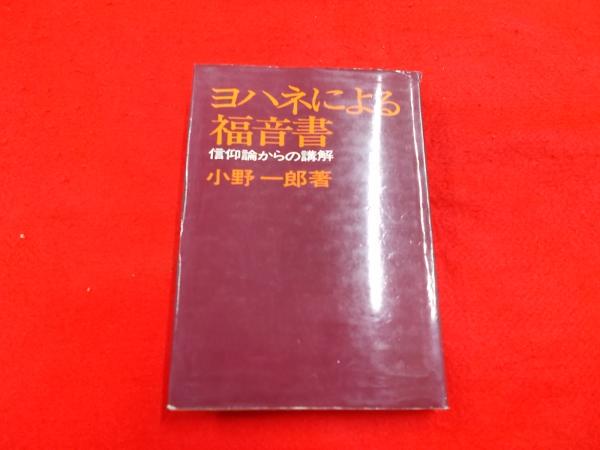 ヨハネによる
福音書
信仰論からの講解
小野一郎著